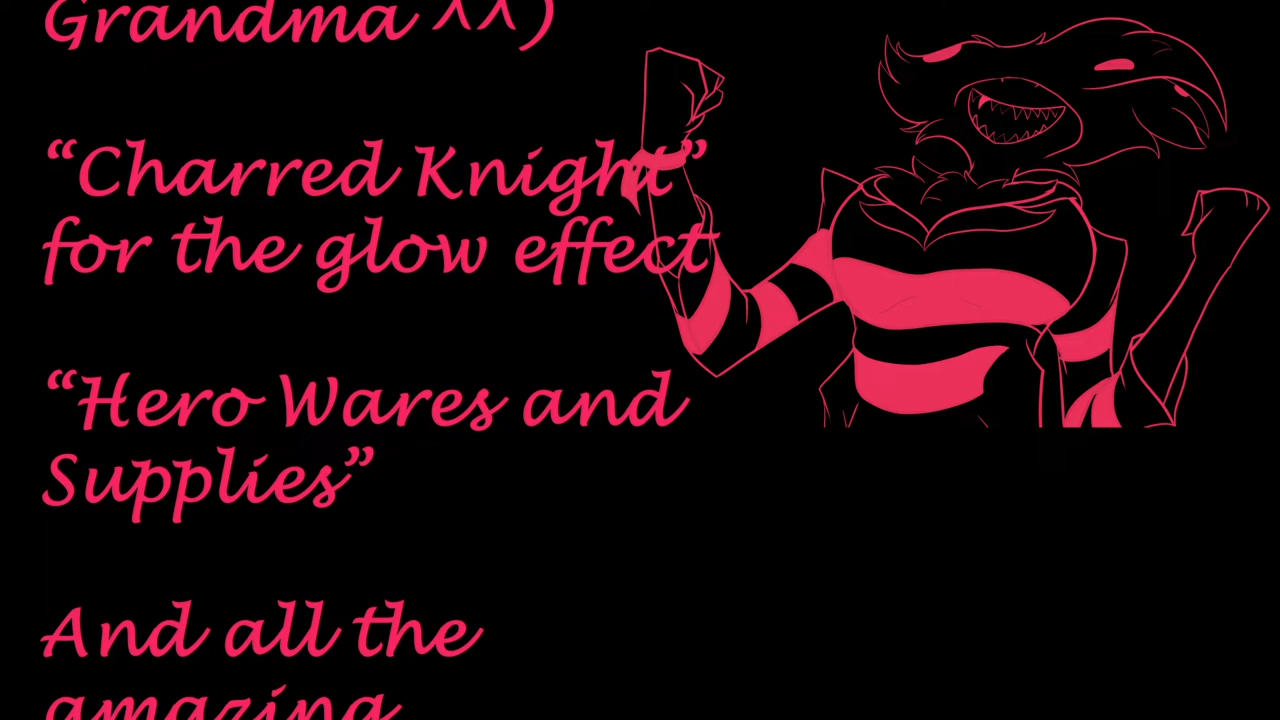 Grandma ^^)
“Charred Knight”
for the glow effect
“Hero Wares and
Supplies”
And all the
amazing